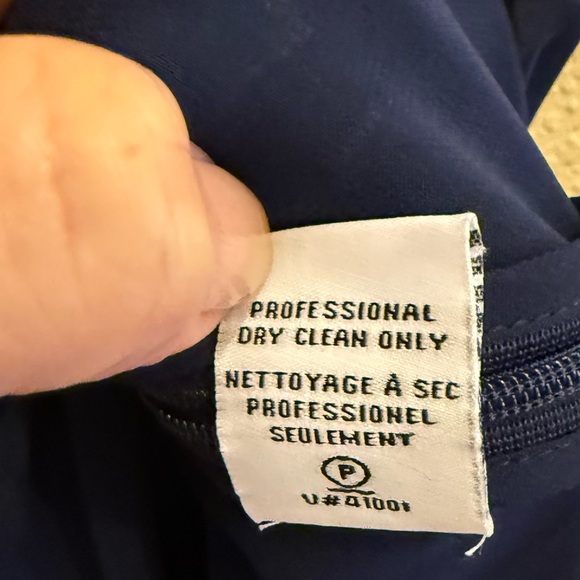 PROFESSIONAL
DRY CLEAN ONLY
NETTOYAGE À SEC
PROFESSIONEL
SEULEMENT
P
V#41001